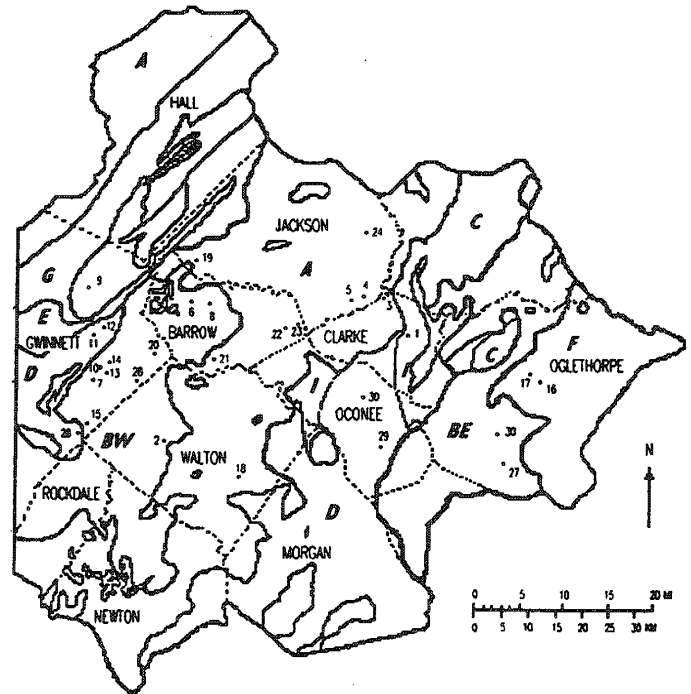 A
HALL
JACKSON
C
24
19
A
G
9
5 4
3
6 8
E
GWINNETT
12
11
BARROW
22 23
CLARKE
1
20
F
OGLETHORPE
C
14
13
10
7
21
D
26
17
16
I
30
OCONEE
15
28
BW
2
WALTON
29
BE
30
27
18
N
ROCKDALE
D
MORGAN
NEWTON
0 5 10 15 20 MI
0 5 10 15 20 25 30 KM